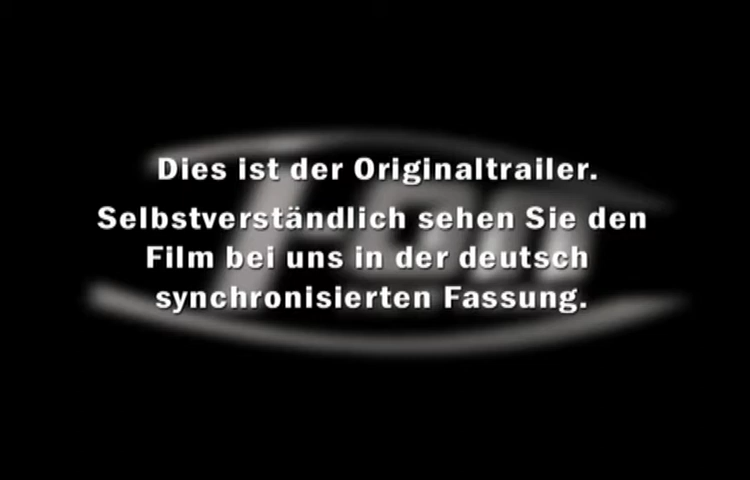 Dies ist der Originaltrailer.
Selbstverständlich sehen Sie den
Film bei uns in der deutsch
synchronisierten Fassung.